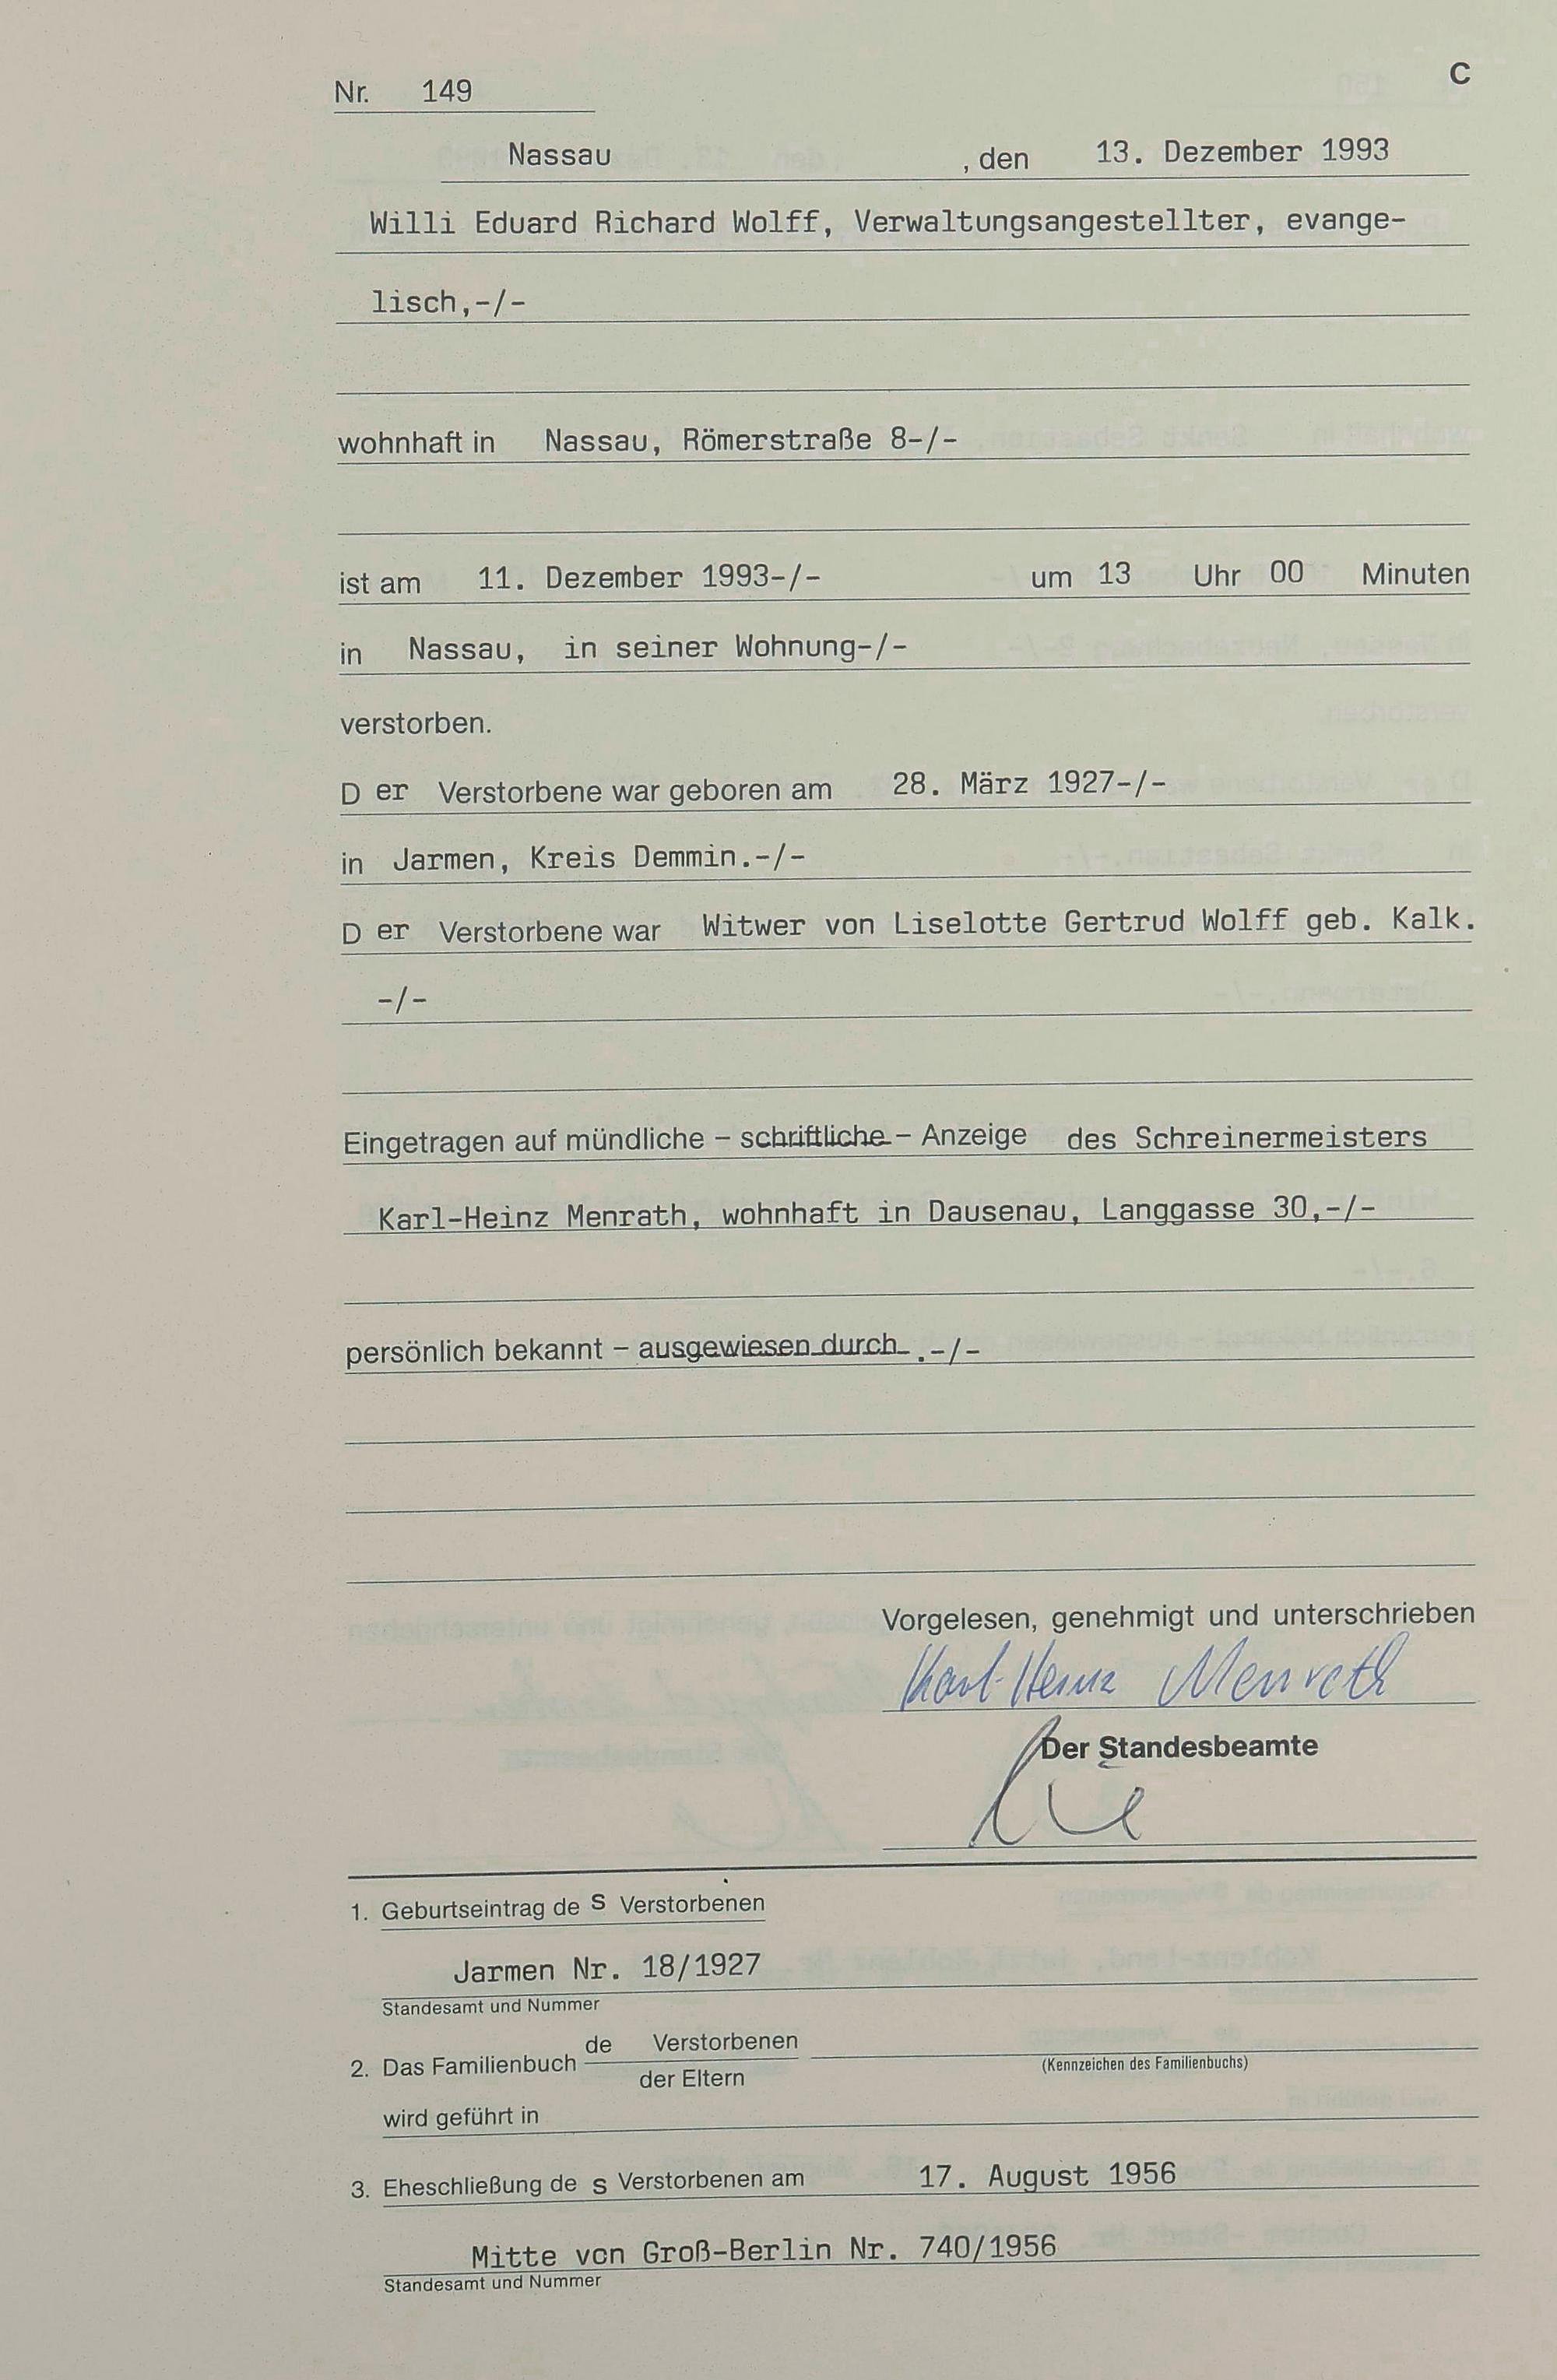 C
Nr. 149
Nassau , den 13. Dezember 1993
Willi Eduard Richard Wolff, Verwaltungsangestellter, evange-
lisch,-/-
wohnhaft in Nassau, Römerstraße 8-/-
ist am 11. Dezember 1993-/- um 13 Uhr 00 Minuten
in Nassau, in seiner Wohnung-/-
verstorben.
D er Verstorbene war geboren am 28. März 1927-/-
in Jarmen, Kreis Demmin.-/-
D er Verstorbene war Witwer von Liselotte Gertrud Wolff geb. Kalk.
-/-
Eingetragen auf mündliche – schriftliche – Anzeige des Schreinermeisters
Karl-Heinz Menrath, wohnhaft in Dausenau, Langgasse 30,-/-
persönlich bekannt – ausgewiesen durch .-/-
Vorgelesen, genehmigt und unterschrieben
Karl-Heinz Menrath
Der Standesbeamte
1. Geburtseintrag de s Verstorbenen
Jarmen Nr. 18/1927
Standesamt und Nummer
2. Das Familienbuch de Verstorbenen
der Eltern
(Kennzeichen des Familienbuchs)
wird geführt in
3. Eheschließung de s Verstorbenen am 17. August 1956
Mitte von Groß-Berlin Nr. 740/1956
Standesamt und Nummer